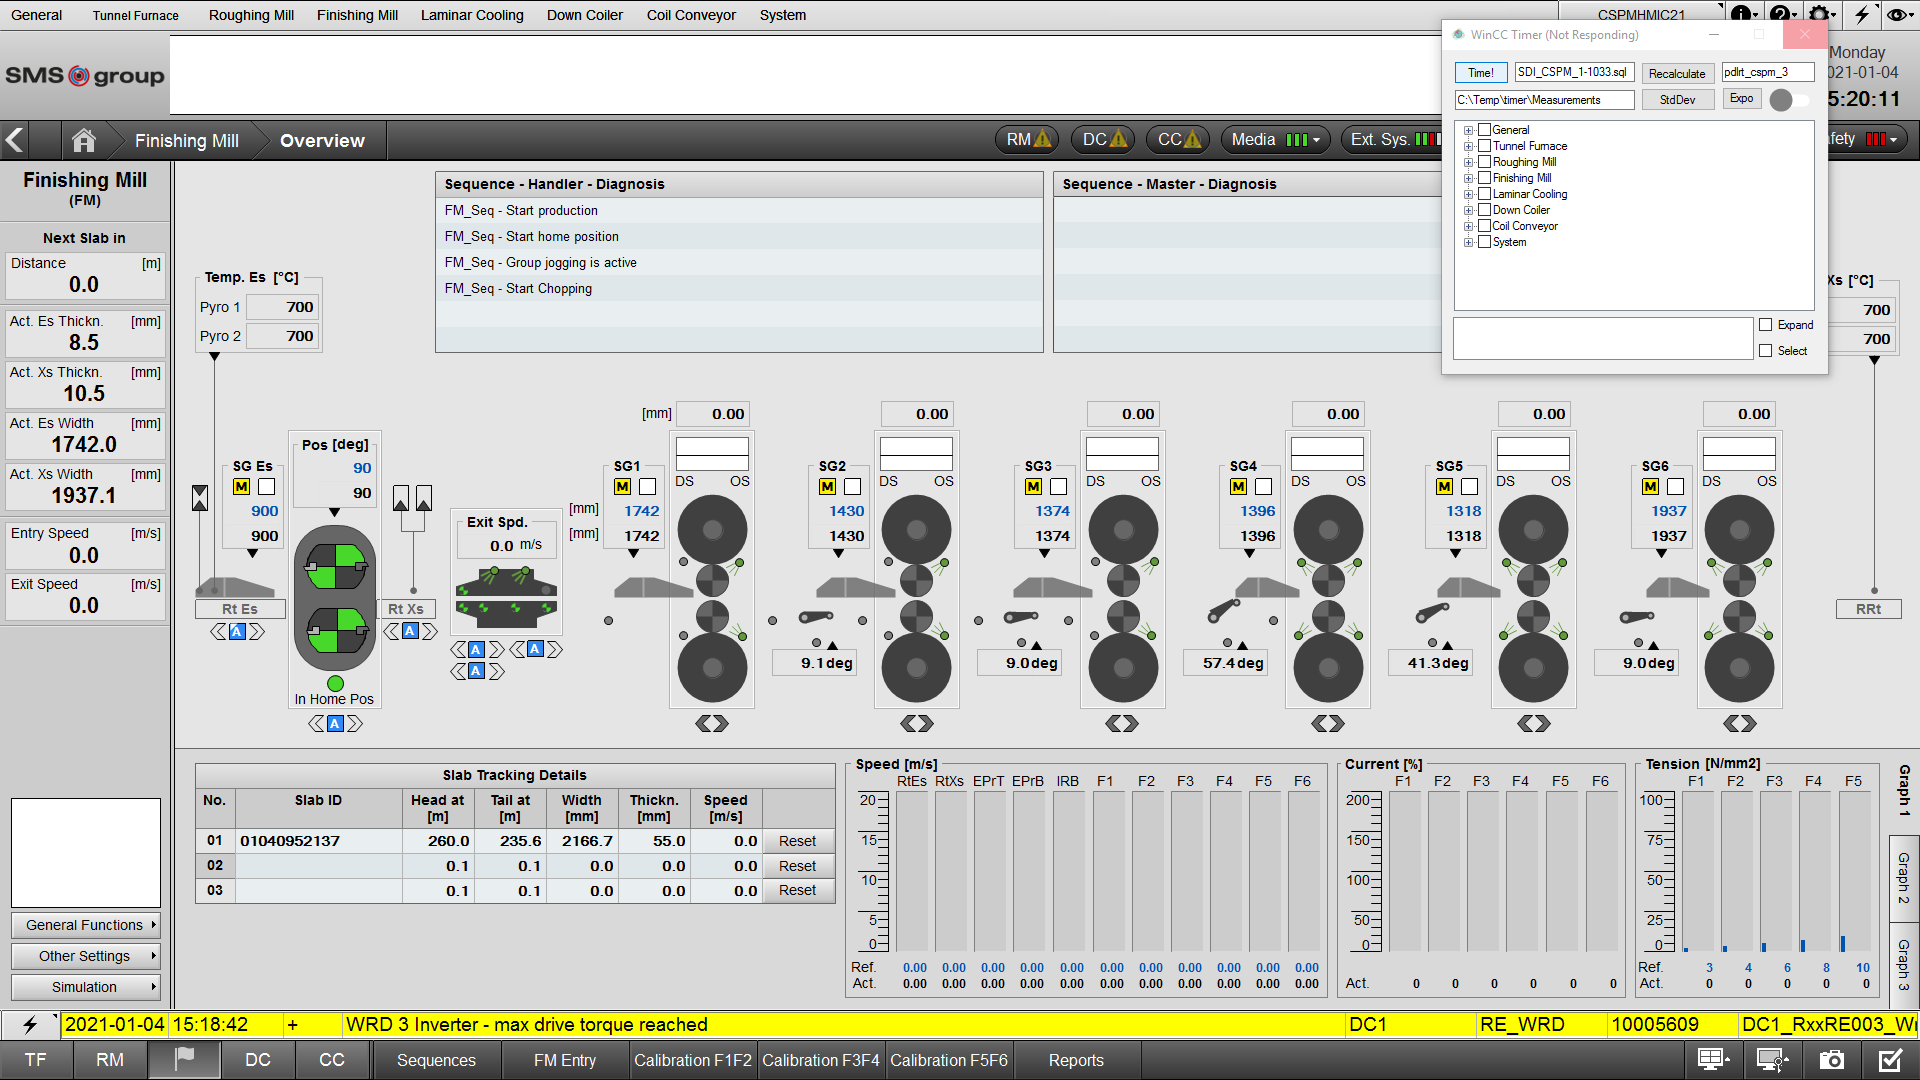 General Tunnel Furnace Roughing Mill Finishing Mill Laminar Cooling Down Coiler Coil Conveyor System CSPMHMIC21
SMS group
Monday
2021-01-04
5:20:11
WinCC Timer (Not Responding)
Time! SDI_CSPM_1-1033.sql Recalculate pdlrt_cspm_3
C:\Temp\timer\Measurements StdDev Expo
General
Tunnel Furnace
Roughing Mill
Finishing Mill
Laminar Cooling
Down Coiler
Coil Conveyor
System
Expand
Select
Finishing Mill Overview RM DC CC Media Ext. Sys. afety
Finishing Mill
(FM)
Next Slab in
Distance [m]
0.0
Act. Es Thickn. [mm]
8.5
Act. Xs Thickn. [mm]
10.5
Act. Es Width [mm]
1742.0
Act. Xs Width [mm]
1937.1
Entry Speed [m/s]
0.0
Exit Speed [m/s]
0.0
General Functions
Other Settings
Simulation
Sequence - Handler - Diagnosis
FM_Seq - Start production
FM_Seq - Start home position
FM_Seq - Group jogging is active
FM_Seq - Start Chopping
Sequence - Master - Diagnosis
Temp. Es [°C]
Pyro 1 700
Pyro 2 700
Xs [°C]
700
700
[mm] 0.00 0.00 0.00 0.00 0.00 0.00
Pos [deg]
90
90
SG Es
M
900
900
Rt Es
A
In Home Pos
A
Rt Xs
A
Exit Spd.
0.0 m/s
A A
A
[mm]
[mm]
SG1
M
1742
1742
DS OS
SG2
M
1430
1430
DS OS
9.1deg
SG3
M
1374
1374
DS OS
9.0deg
SG4
M
1396
1396
DS OS
57.4deg
SG5
M
1318
1318
DS OS
41.3deg
SG6
M
1937
1937
DS OS
9.0deg
RRt
Slab Tracking Details
No. Slab ID Head at [m] Tail at [m] Width [mm] Thickn. [mm] Speed [m/s]
01 01040952137 260.0 235.6 2166.7 55.0 0.0 Reset
02 0.1 0.1 0.0 0.0 0.0 Reset
03 0.1 0.1 0.0 0.0 0.0 Reset
Speed [m/s]
RtEs RtXs EPrT EPrB IRB F1 F2 F3 F4 F5 F6
20
15
10
5
0
Ref. 0.00 0.00 0.00 0.00 0.00 0.00 0.00 0.00 0.00 0.00 0.00
Act. 0.00 0.00 0.00 0.00 0.00 0.00 0.00 0.00 0.00 0.00 0.00
Current [%]
F1 F2 F3 F4 F5 F6
200
150
100
50
0
Act. 0 0 0 0 0 0
Tension [N/mm2]
F1 F2 F3 F4 F5
100
75
50
25
0
Ref. 3 4 6 8 10
Act. 0 0 0 0 0
Graph 1
Graph 2
Graph 3
2021-01-04 15:18:42 + WRD 3 Inverter - max drive torque reached DC1 RE_WRD 10005609 DC1_RxxRE003_Wr
TF RM DC CC Sequences FM Entry Calibration F1F2 Calibration F3F4 Calibration F5F6 Reports